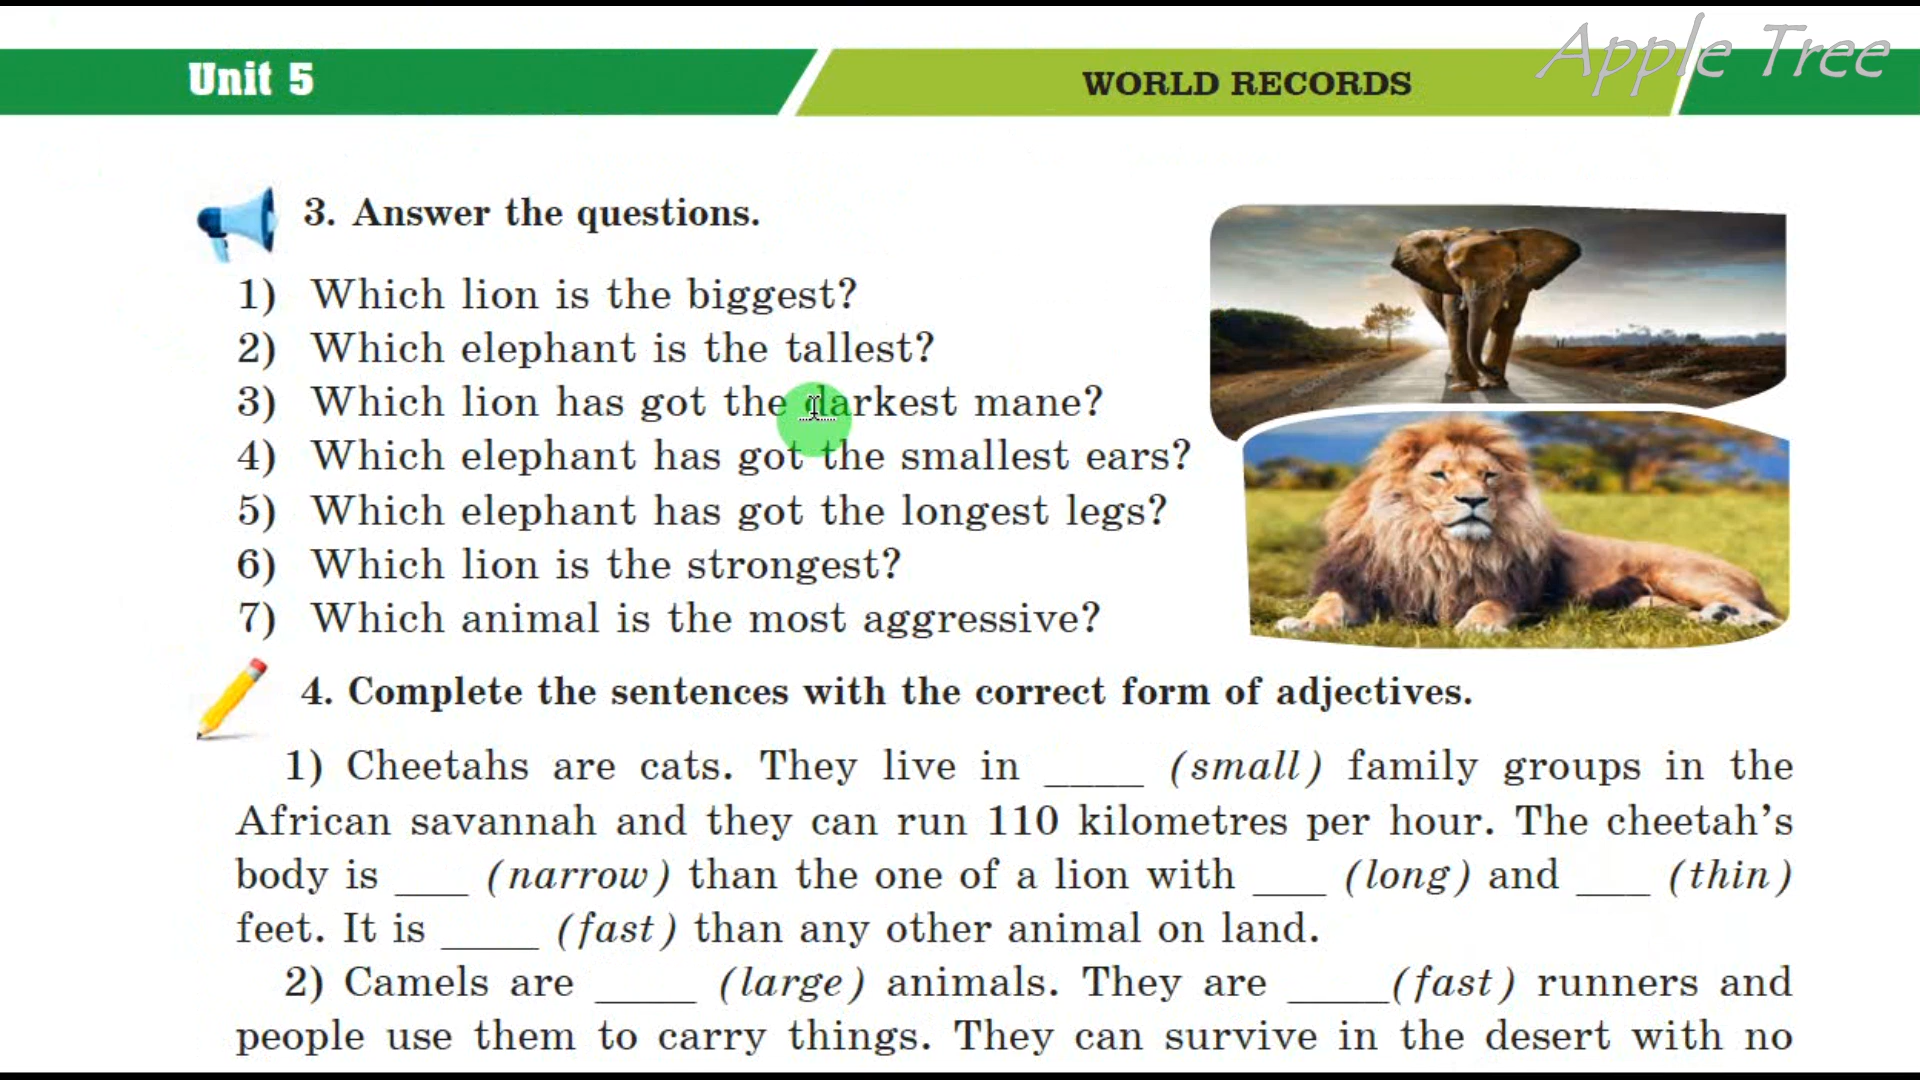 Apple Tree
Unit 5
WORLD RECORDS
3. Answer the questions.
1) Which lion is the biggest?
2) Which elephant is the tallest?
3) Which lion has got the darkest mane?
4) Which elephant has got the smallest ears?
5) Which elephant has got the longest legs?
6) Which lion is the strongest?
7) Which animal is the most aggressive?
4. Complete the sentences with the correct form of adjectives.
1) Cheetahs are cats. They live in ____ (small) family groups in the
African savannah and they can run 110 kilometres per hour. The cheetah’s
body is ___ (narrow) than the one of a lion with ___ (long) and ___ (thin)
feet. It is ____ (fast) than any other animal on land.
2) Camels are ____ (large) animals. They are ____(fast) runners and
people use them to carry things. They can survive in the desert with no